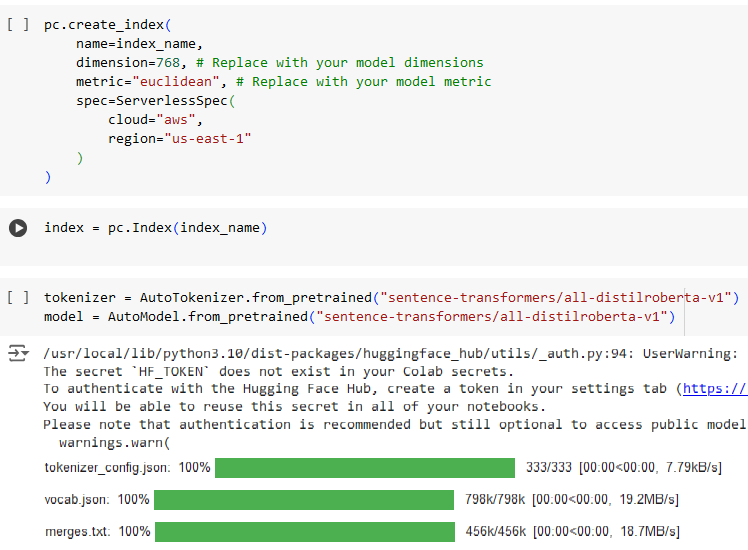 [ ] pc.create_index(
name=index_name,
dimension=768, # Replace with your model dimensions
metric="euclidean", # Replace with your model metric
spec=ServerlessSpec(
cloud="aws",
region="us-east-1"
)
)
index = pc.Index(index_name)
[ ] tokenizer = AutoTokenizer.from_pretrained("sentence-transformers/all-distilroberta-v1")
model = AutoModel.from_pretrained("sentence-transformers/all-distilroberta-v1")
/usr/local/lib/python3.10/dist-packages/huggingface_hub/utils/_auth.py:94: UserWarning:
The secret `HF_TOKEN` does not exist in your Colab secrets.
To authenticate with the Hugging Face Hub, create a token in your settings tab (https://
You will be able to reuse this secret in all of your notebooks.
Please note that authentication is recommended but still optional to access public model
warnings.warn(
tokenizer_config.json: 100% 333/333 [00:00<00:00, 7.79kB/s]
vocab.json: 100% 798k/798k [00:00<00:00, 19.2MB/s]
merges.txt: 100% 456k/456k [00:00<00:00, 18.7MB/s]